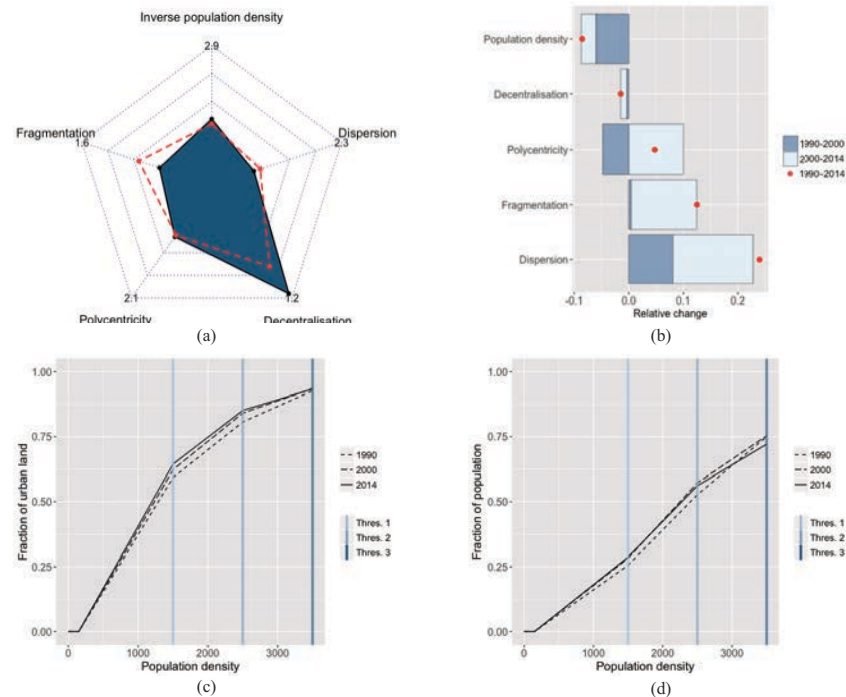 Inverse population density
2.9
Fragmentation
1.6
Dispersion
2.3
2.1
1.2
Polycentricity
Decentralisation
(a)
Population density
Decentralisation
Polycentricity
Fragmentation
Dispersion
-0.1
0.0
0.1
0.2
Relative change
1990-2000
2000-2014
1990-2014
(b)
1.00
0.75
0.50
0.25
0.00
Fraction of urban land
0
1000
2000
3000
Population density
1990
2000
2014
Thres. 1
Thres. 2
Thres. 3
(c)
1.00
0.75
0.50
0.25
0.00
Fraction of population
0
1000
2000
3000
Population density
1990
2000
2014
Thres. 1
Thres. 2
Thres. 3
(d)